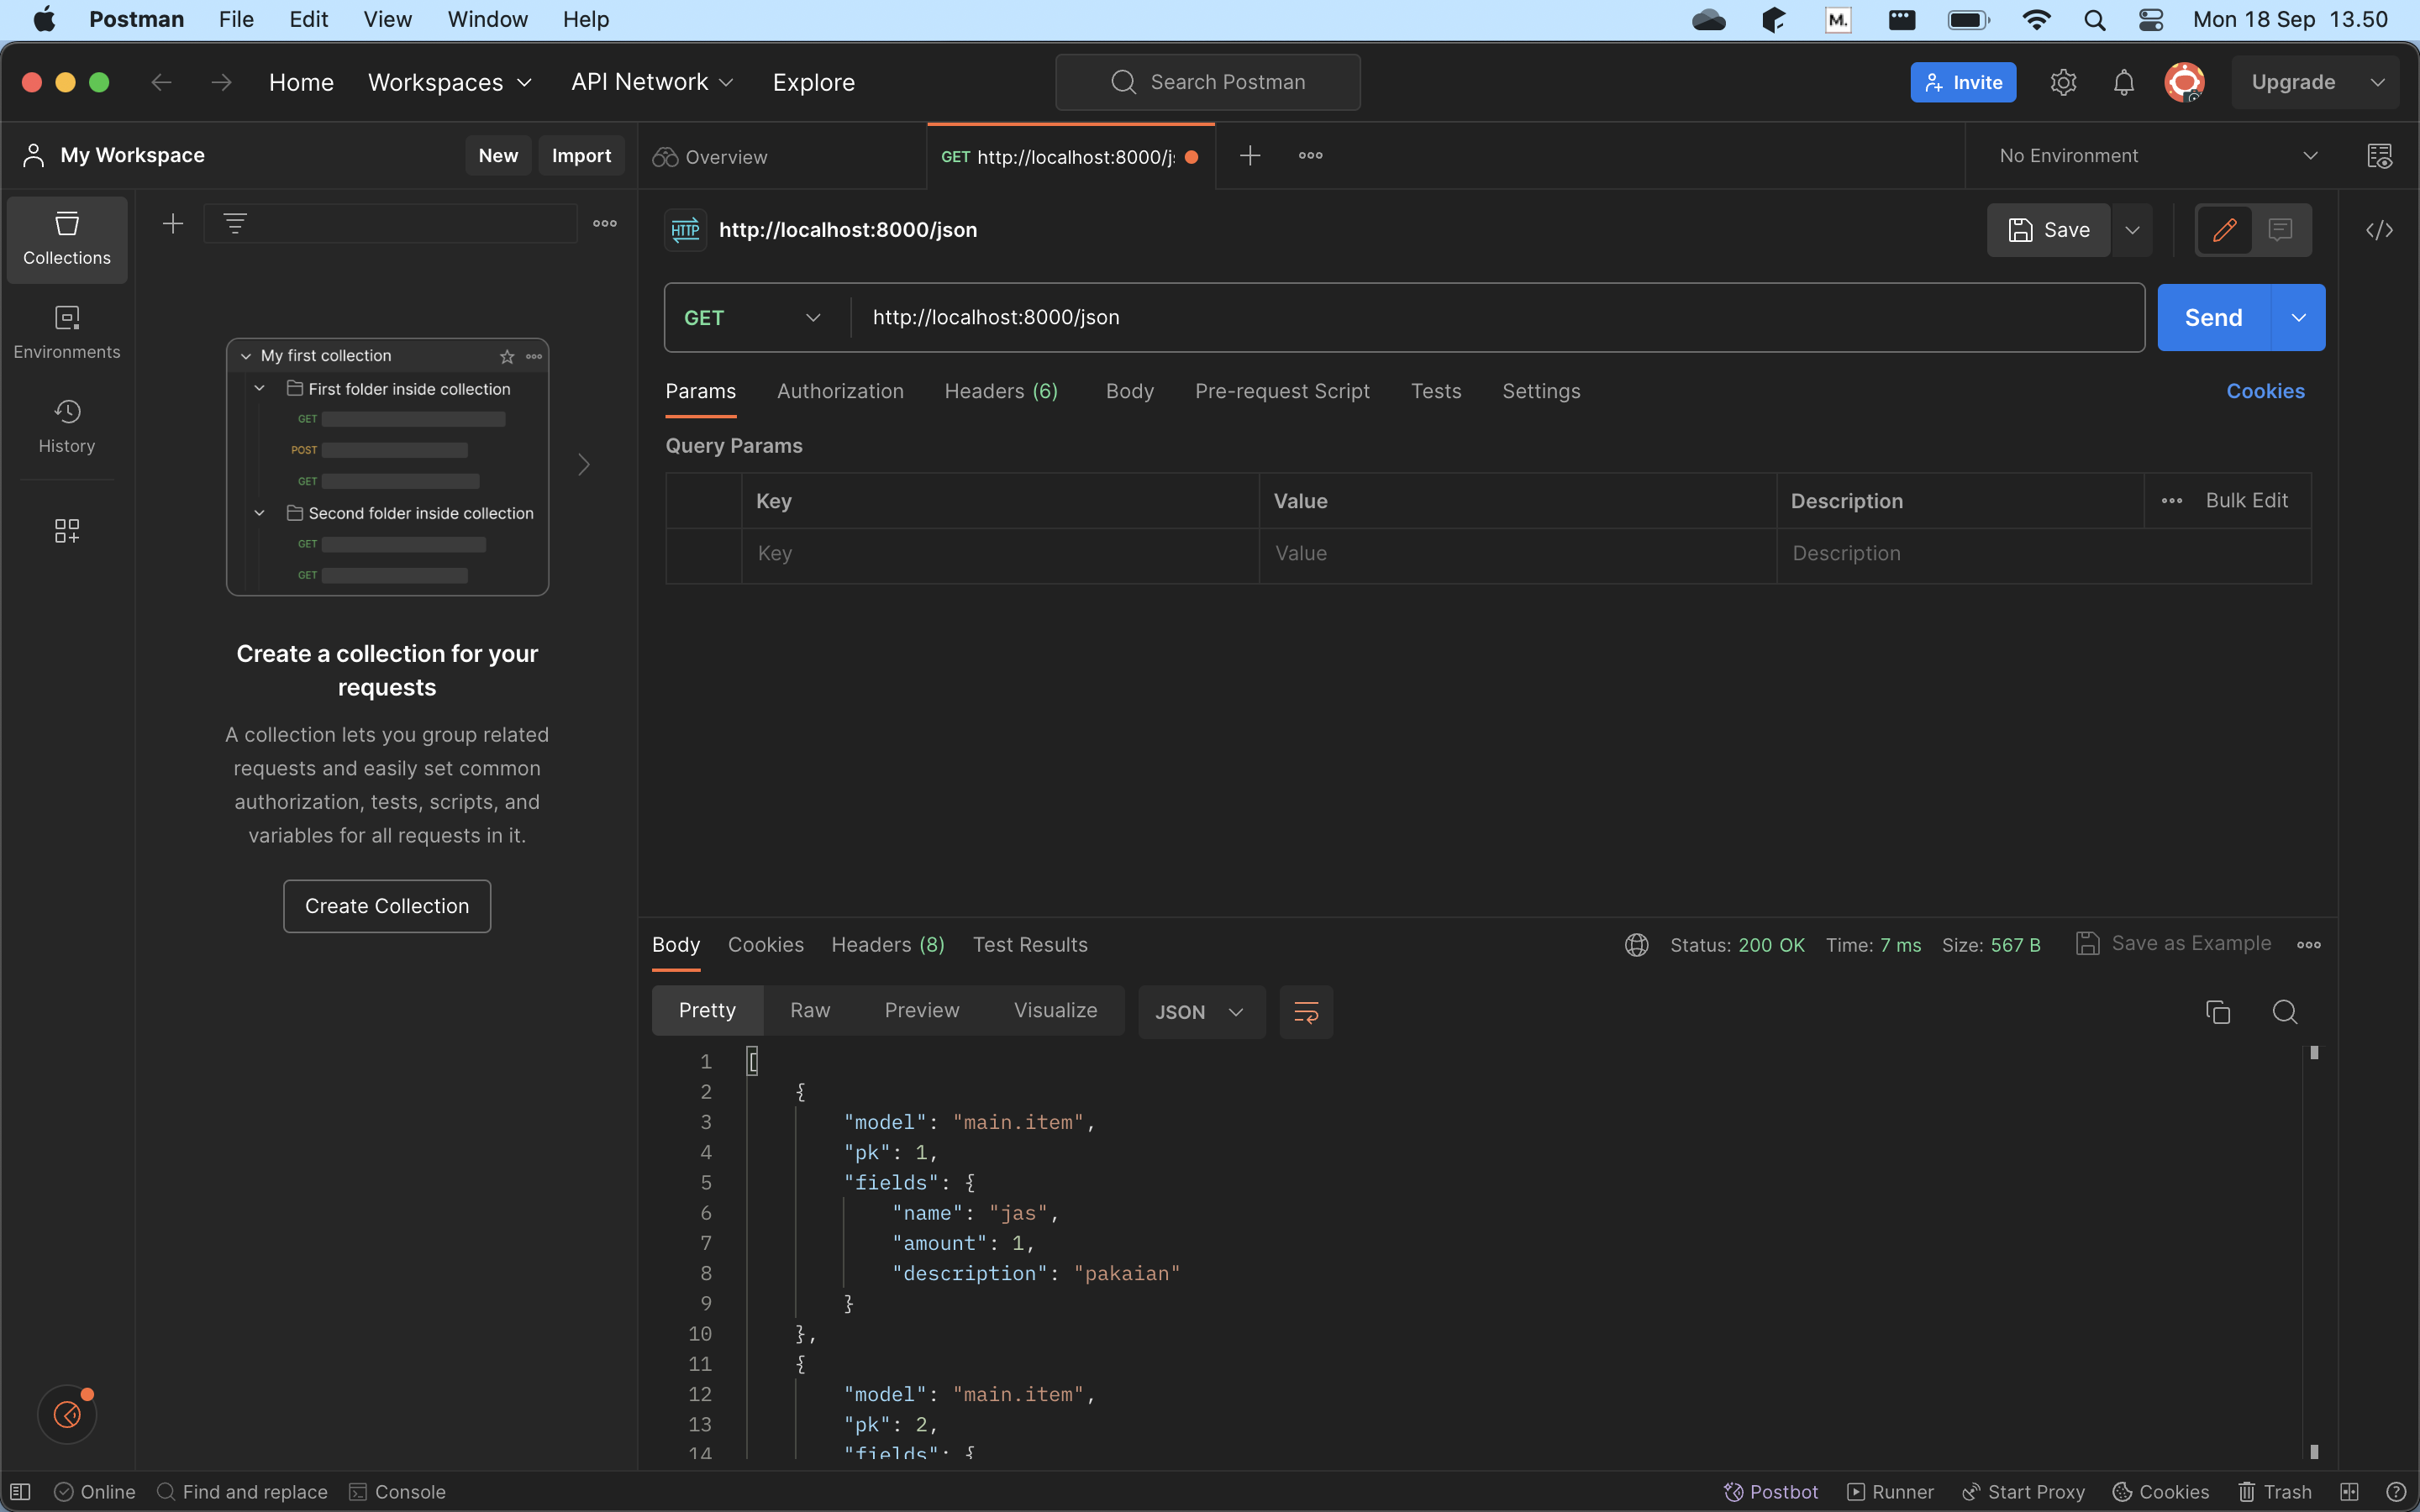 Postman File Edit View Window Help M. Mon 18 Sep 13.50
Home Workspaces API Network Explore Search Postman Invite Upgrade
My Workspace New Import Overview GET http://localhost:8000/j No Environment
Collections
Environments
History
My first collection
First folder inside collection
GET
POST
GET
Second folder inside collection
GET
GET
Create a collection for your
requests
A collection lets you group related
requests and easily set common
authorization, tests, scripts, and
variables for all requests in it.
Create Collection
HTTP http://localhost:8000/json Save
GET http://localhost:8000/json Send
Params Authorization Headers (6) Body Pre-request Script Tests Settings Cookies
Query Params
Key Value Description Bulk Edit
Key Value Description
Body Cookies Headers (8) Test Results Status: 200 OK Time: 7 ms Size: 567 B Save as Example
Pretty Raw Preview Visualize JSON
1 [
2 {
3 "model": "main.item",
4 "pk": 1,
5 "fields": {
6 "name": "jas",
7 "amount": 1,
8 "description": "pakaian"
9 }
10 },
11 {
12 "model": "main.item",
13 "pk": 2,
14 "fields": {
Online Find and replace Console Postbot Runner Start Proxy Cookies Trash